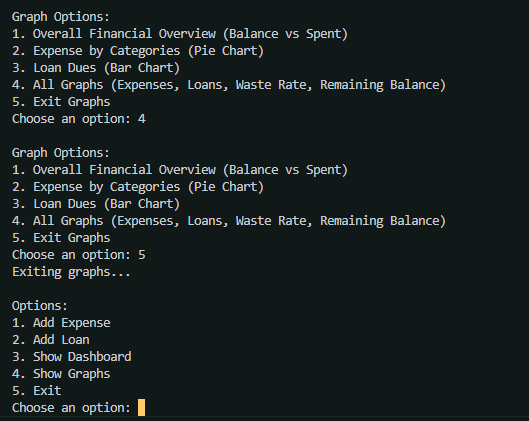 Graph Options:
1. Overall Financial Overview (Balance vs Spent)
2. Expense by Categories (Pie Chart)
3. Loan Dues (Bar Chart)
4. All Graphs (Expenses, Loans, Waste Rate, Remaining Balance)
5. Exit Graphs
Choose an option: 4
Graph Options:
1. Overall Financial Overview (Balance vs Spent)
2. Expense by Categories (Pie Chart)
3. Loan Dues (Bar Chart)
4. All Graphs (Expenses, Loans, Waste Rate, Remaining Balance)
5. Exit Graphs
Choose an option: 5
Exiting graphs...
Options:
1. Add Expense
2. Add Loan
3. Show Dashboard
4. Show Graphs
5. Exit
Choose an option: